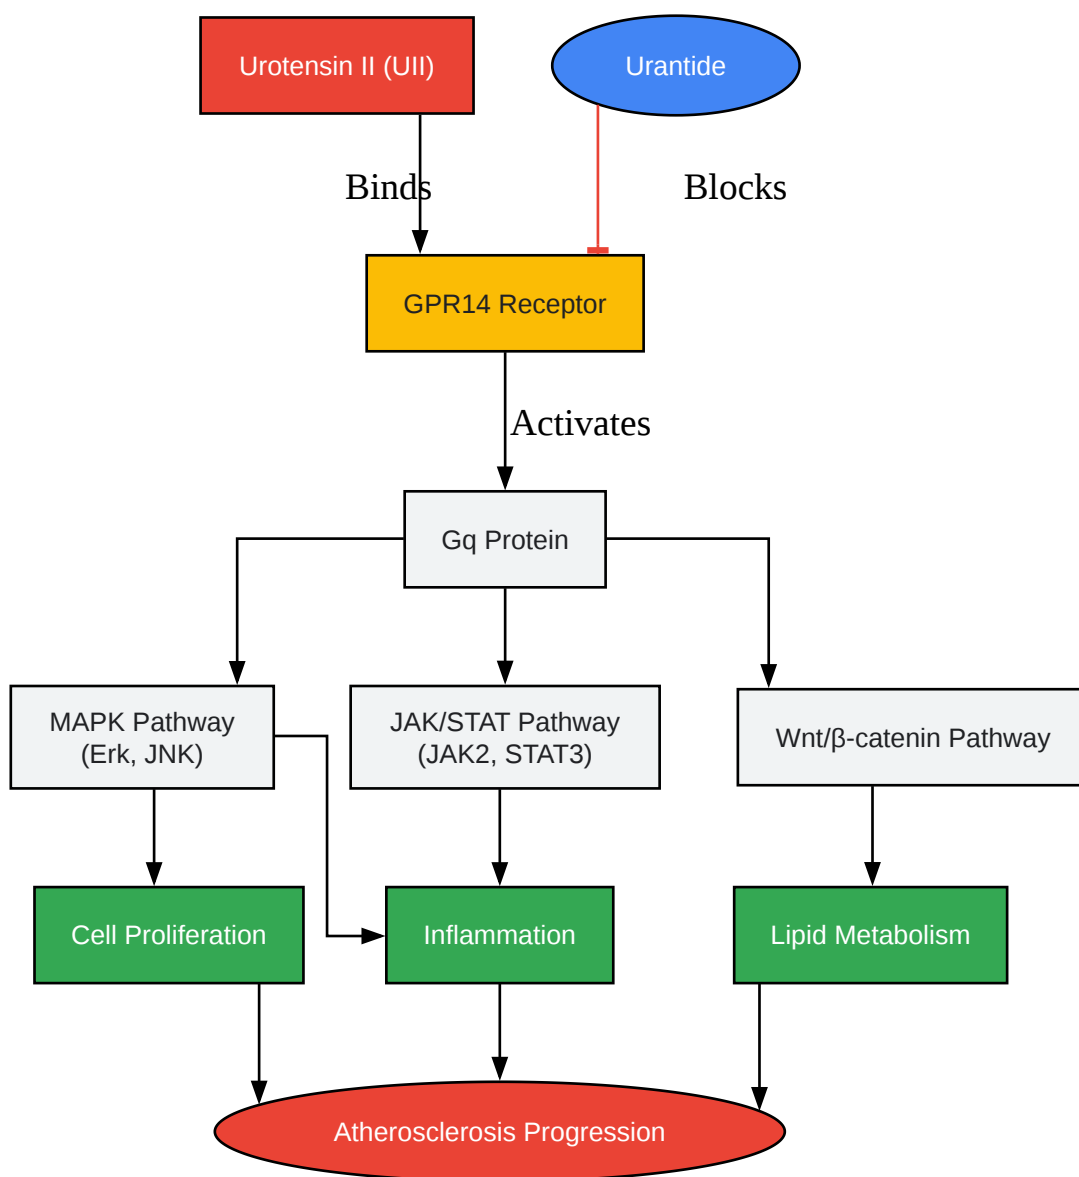 Urotensin II (UII)
Urantide
Binds
Blocks
GPR14 Receptor
Activates
Gq Protein
MAPK Pathway
(Erk, JNK)
JAK/STAT Pathway
(JAK2, STAT3)
Wnt/β-catenin Pathway
Cell Proliferation
Inflammation
Lipid Metabolism
Atherosclerosis Progression